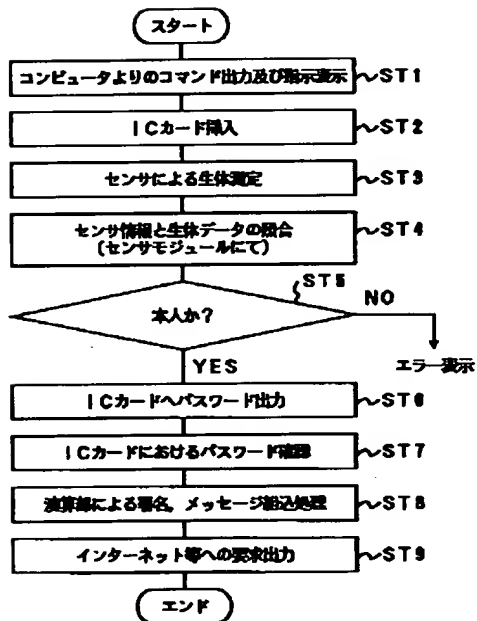 スタート
コンピュータよりのコマンド出力及び指示表示 ST1
ICカード挿入 ST2
センサによる生体測定 ST3
センサ情報と生体データの照合 ST4
(センサモジュールにて)
ST5
本人か? NO
YES エラー表示
ICカードへパスワード出力 ST6
ICカードにおけるパスワード確認 ST7
演算部による署名,メッセージ組込処理 ST8
インターネット等への要求出力 ST9
エンド